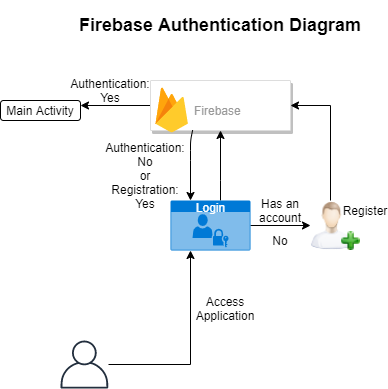 Firebase Authentication Diagram
Authentication:
Yes
Main Activity
Firebase
Authentication:
No
or
Registration:
Yes
Login
Has an
account
No
Register
Access
Application